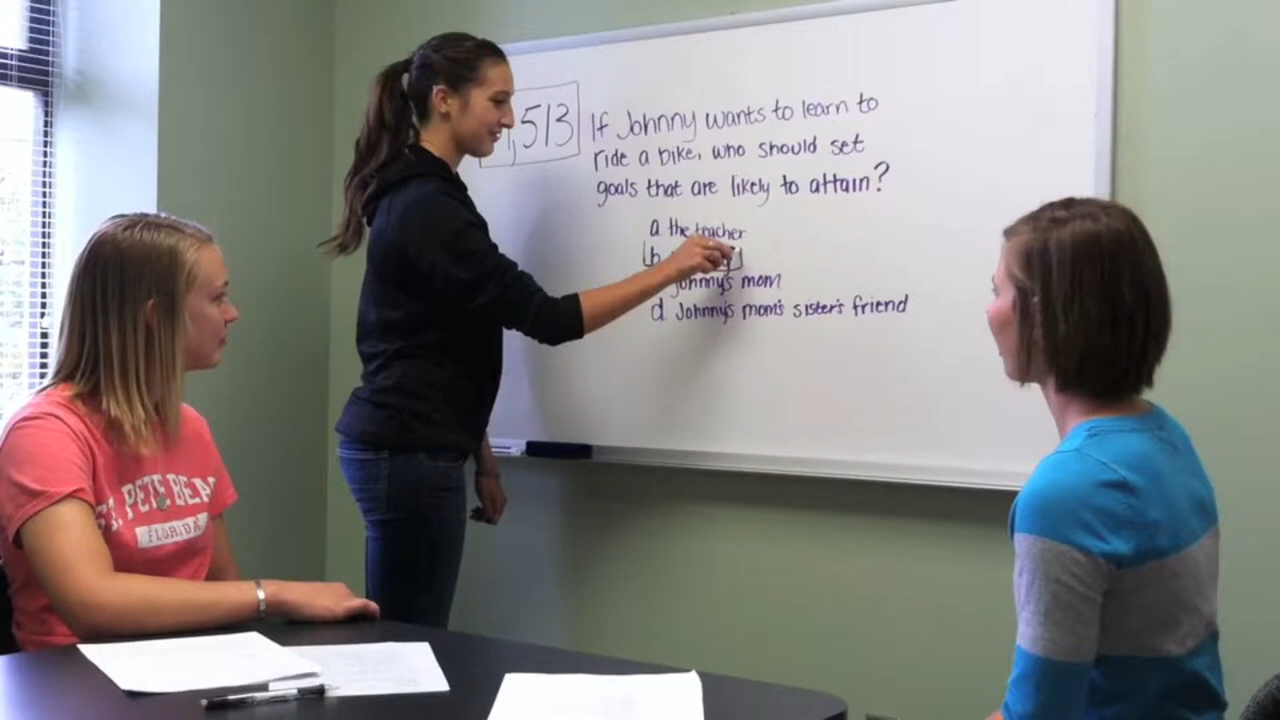 ,513
If Johnny wants to learn to
ride a bike, who should set
goals that are likely to attain?
a. the teacher
b.
Johnny's mom
d. Johnny's mom's sister's friend
ST. PETE BEA
FLORIDA